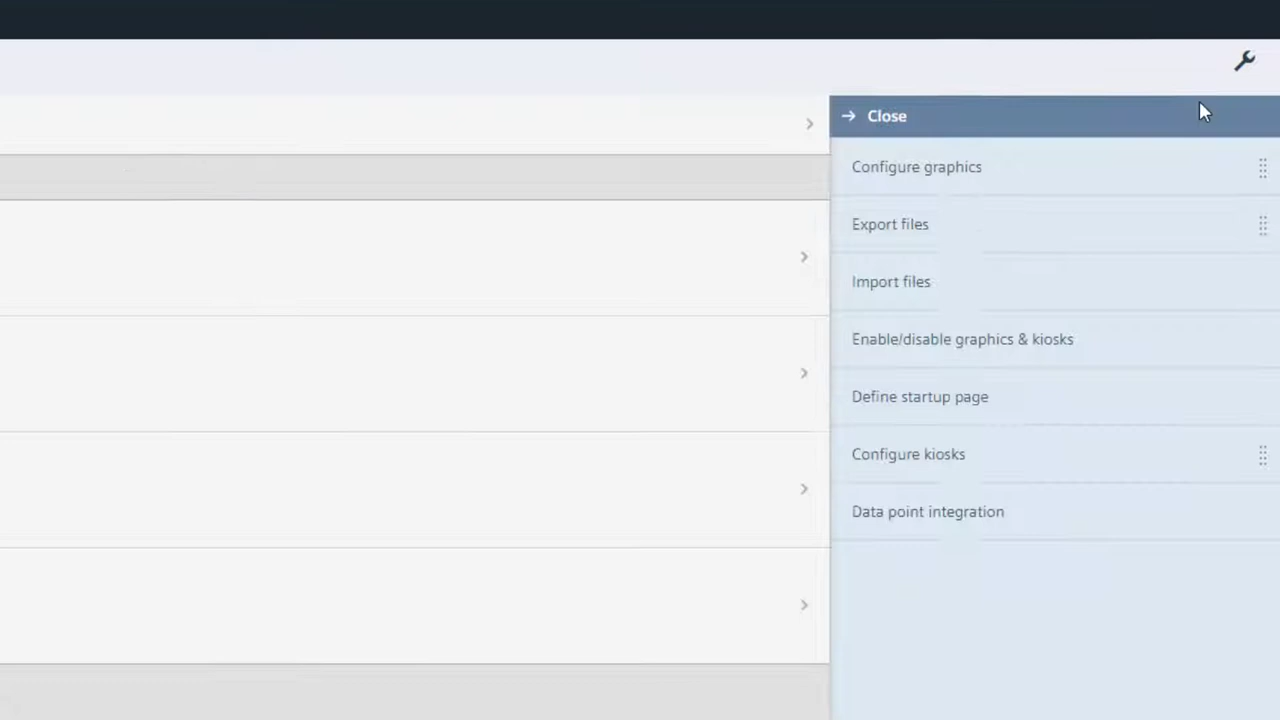 Close
Configure graphics
Export files
Import files
Enable/disable graphics & kiosks
Define startup page
Configure kiosks
Data point integration